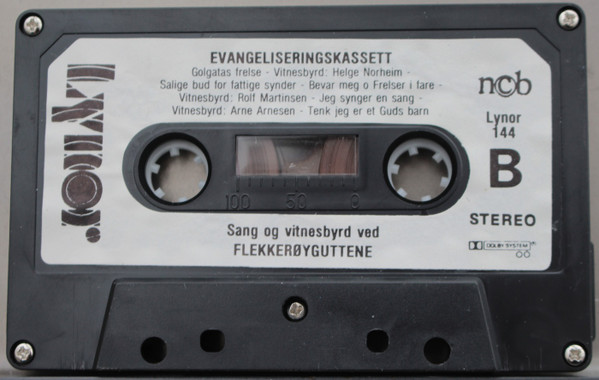 EVANGELISERINGSKASSETT
Golgatas frelse - Vitnesbyrd: Helge Norheim -
Salige bud for fattige synder - Bevar meg o Frelser i fare -
Vitnesbyrd: Rolf Martinsen - Jeg synger en sang -
Vitnesbyrd: Arne Arnesen - Tenk jeg er et Guds barn
LYNOR
ncb
Lynor
144
B
STEREO
DOLBY SYSTEM
100 50 0
Sang og vitnesbyrd ved
FLEKKERØYGUTTENE